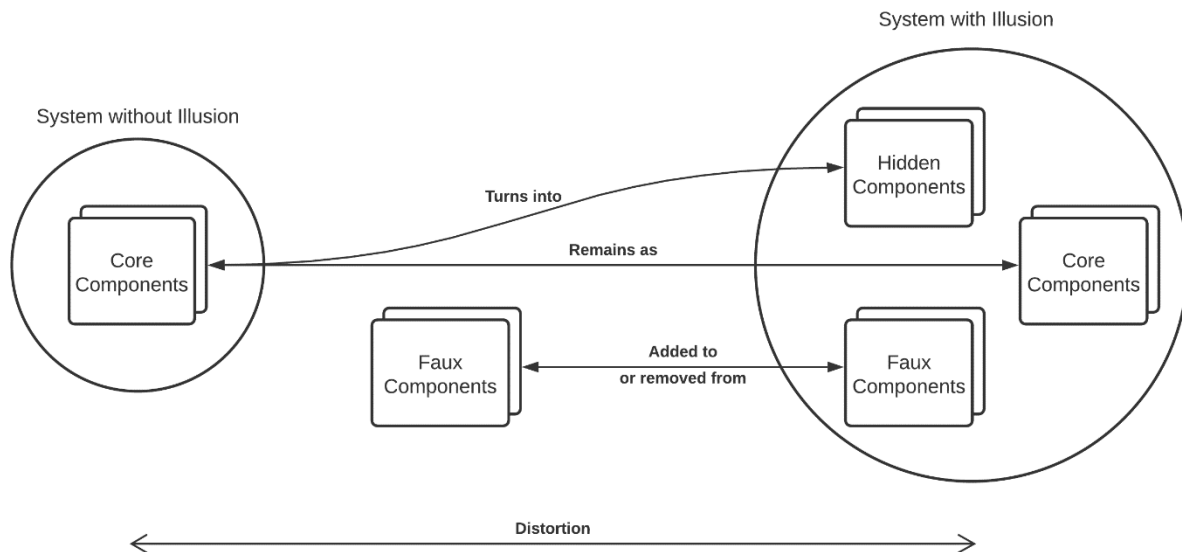 System with Illusion
System without Illusion
Hidden
Components
Turns into
Remains as
Core
Components
Core
Components
Added to
or removed from
Faux
Components
Faux
Components
Distortion